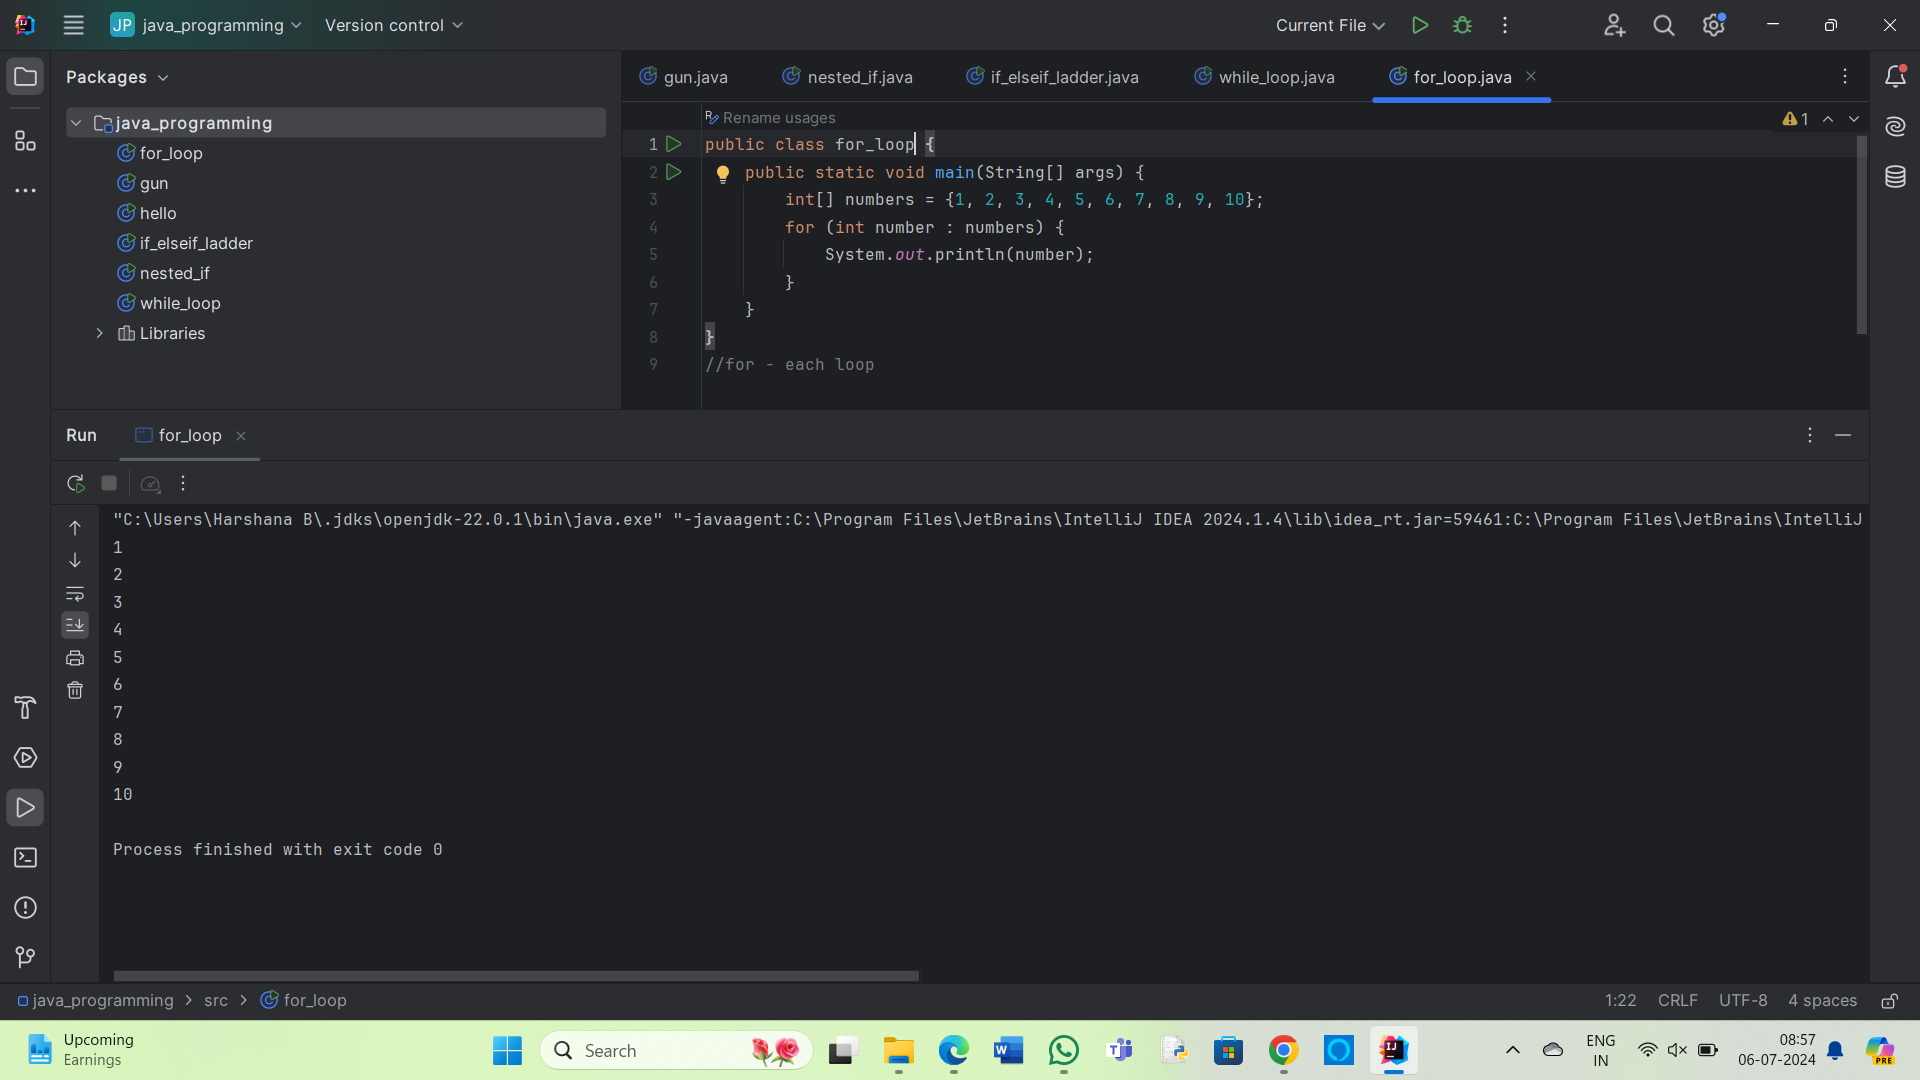 JP java_programming Version control Current File
Packages
java_programming
for_loop
gun
hello
if_elseif_ladder
nested_if
while_loop
Libraries
gun.java nested_if.java if_elseif_ladder.java while_loop.java for_loop.java
Rename usages 1
1 public class for_loop {
2 public static void main(String[] args) {
3 int[] numbers = {1, 2, 3, 4, 5, 6, 7, 8, 9, 10};
4 for (int number : numbers) {
5 System.out.println(number);
6 }
7 }
8 }
9 //for - each loop
Run for_loop
"C:\Users\Harshana B\.jdks\openjdk-22.0.1\bin\java.exe" "-javaagent:C:\Program Files\JetBrains\IntelliJ IDEA 2024.1.4\lib\idea_rt.jar=59461:C:\Program Files\JetBrains\IntelliJ
1
2
3
4
5
6
7
8
9
10
Process finished with exit code 0
java_programming > src > for_loop 1:22 CRLF UTF-8 4 spaces
Upcoming
Earnings
Search
ENG
IN
08:57
06-07-2024
PRE